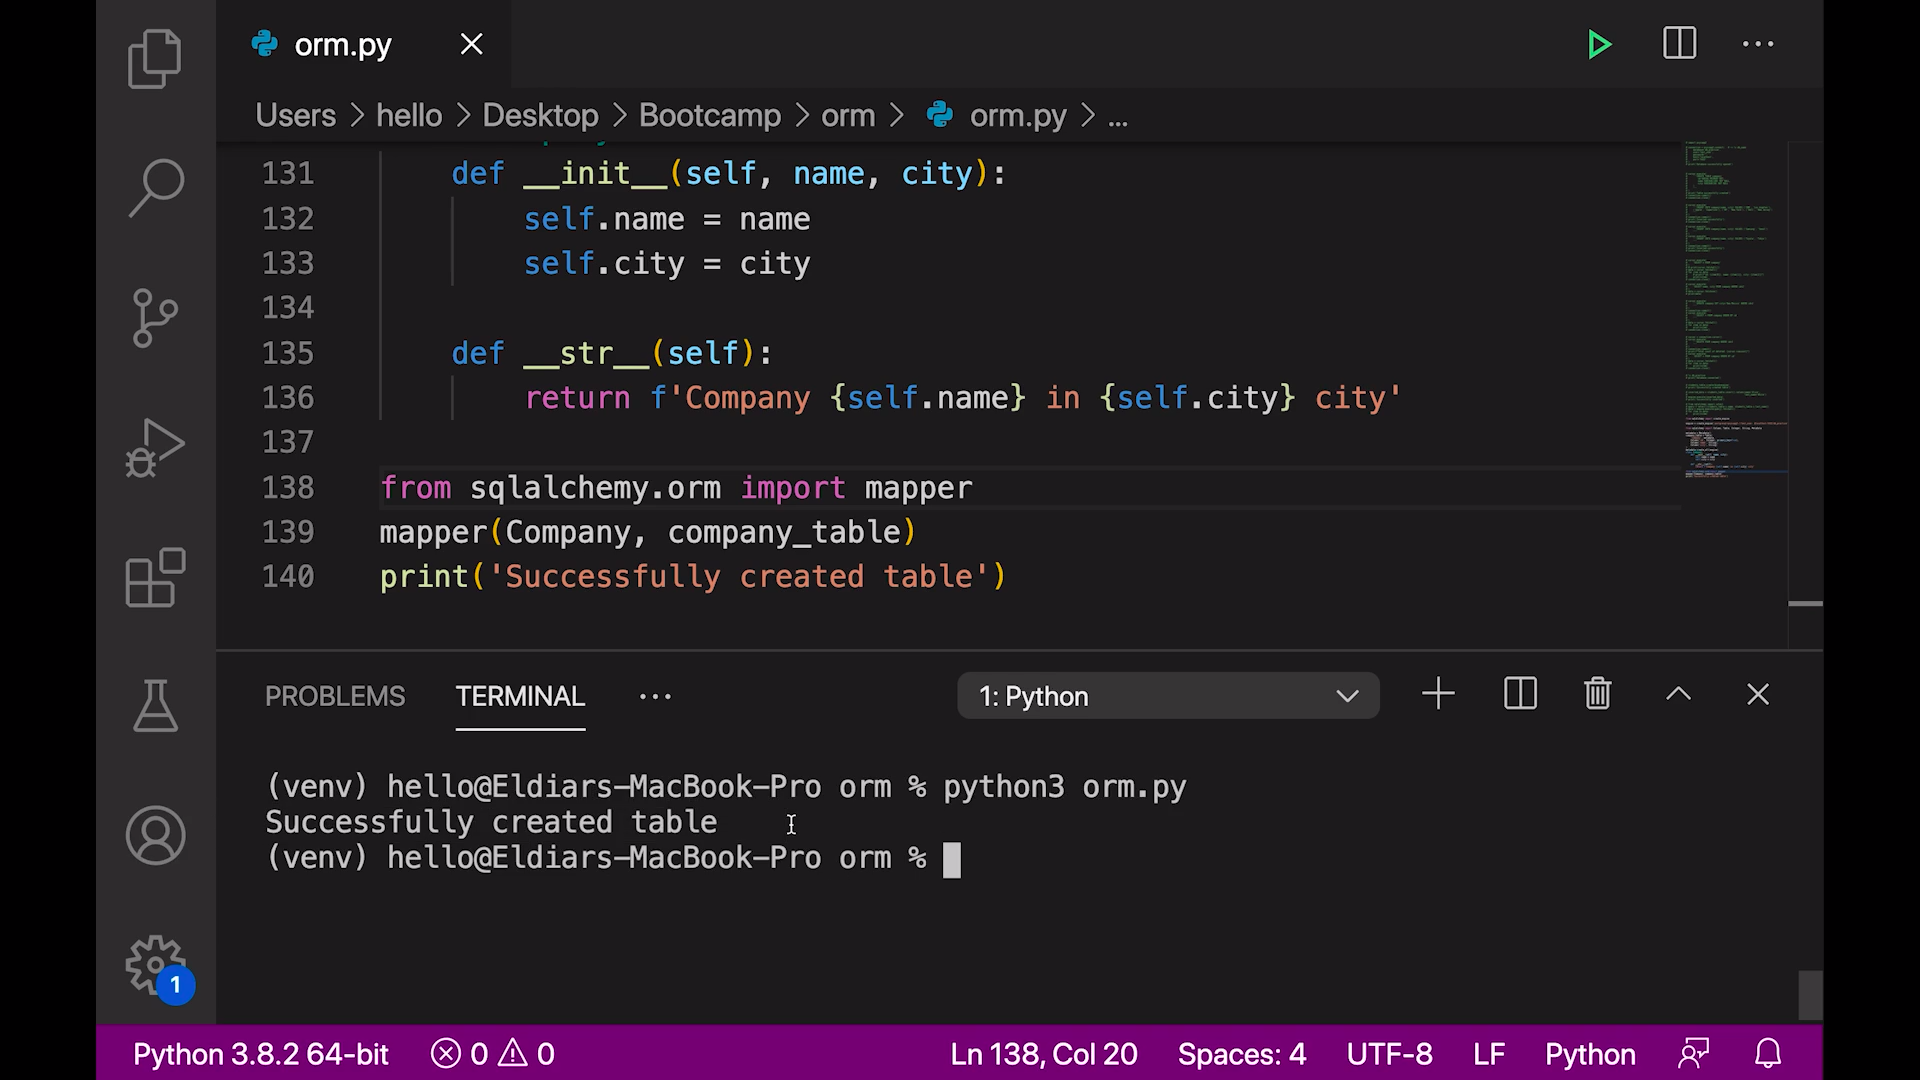 orm.py
Users > hello > Desktop > Bootcamp > orm > orm.py > ...
131 def __init__(self, name, city):
132 self.name = name
133 self.city = city
134
135 def __str__(self):
136 return f'Company {self.name} in {self.city} city'
137
138 from sqlalchemy.orm import mapper
139 mapper(Company, company_table)
140 print('Successfully created table')
PROBLEMS TERMINAL ... 1: Python
(venv) hello@Eldiars-MacBook-Pro orm % python3 orm.py
Successfully created table
(venv) hello@Eldiars-MacBook-Pro orm %
1
Python 3.8.2 64-bit 0 0 Ln 138, Col 20 Spaces: 4 UTF-8 LF Python